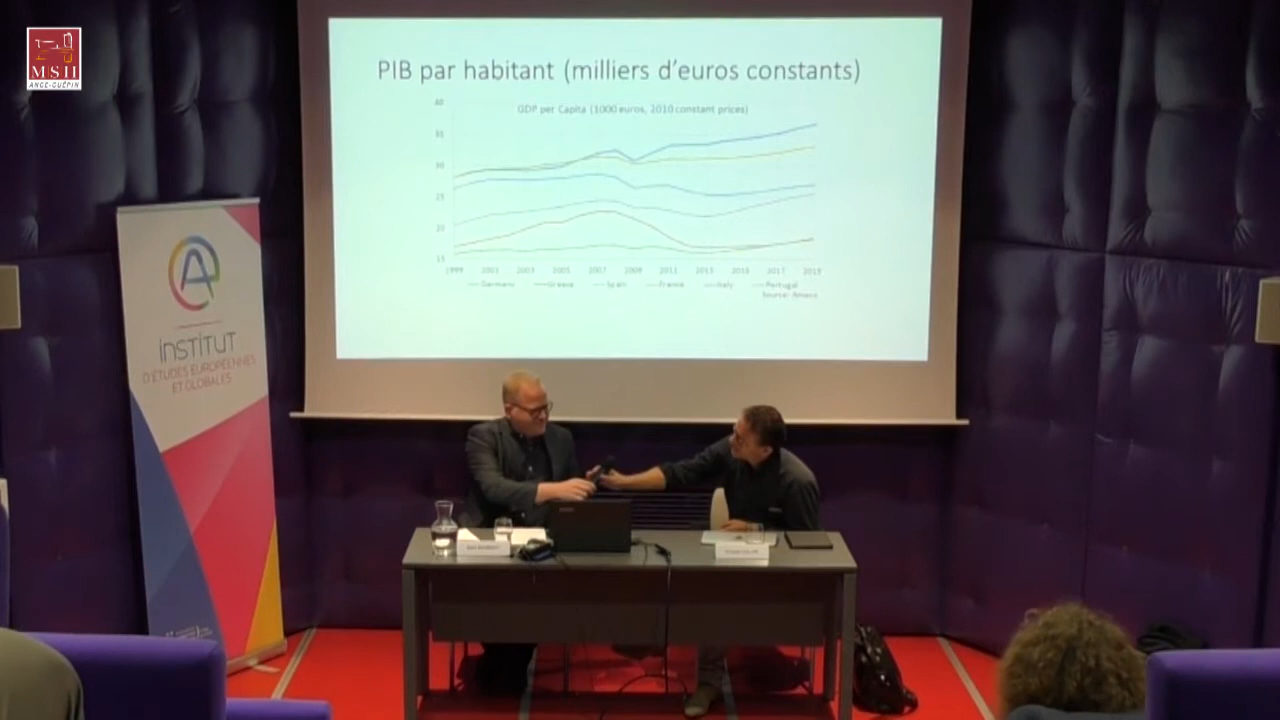 MSH
ANGE-GUÉPIN
PIB par habitant (milliers d'euros constants)
GDP per Capita (1000 euros, 2010 constant prices)
40
35
30
25
20
15
1999 2001 2003 2005 2007 2009 2011 2013 2015 2017 2019
Germany Greece Spain France Italy Portugal
Source: Ameco
iNSTiTUT
D'ÉTUDES EUROPÉENNES
ET GLOBALES